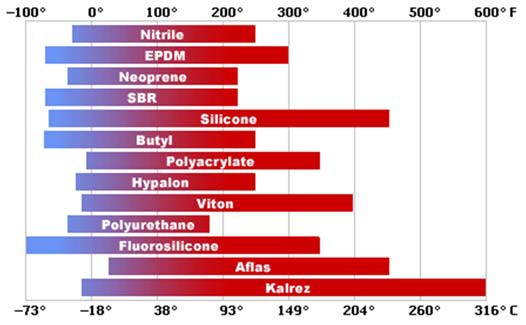 −100° 0° 100° 200° 300° 400° 500° 600° F
Nitrile
EPDM
Neoprene
SBR
Silicone
Butyl
Polyacrylate
Hypalon
Viton
Polyurethane
Fluorosilicone
Aflas
Kalrez
−73° −18° 38° 93° 149° 204° 260° 316° C